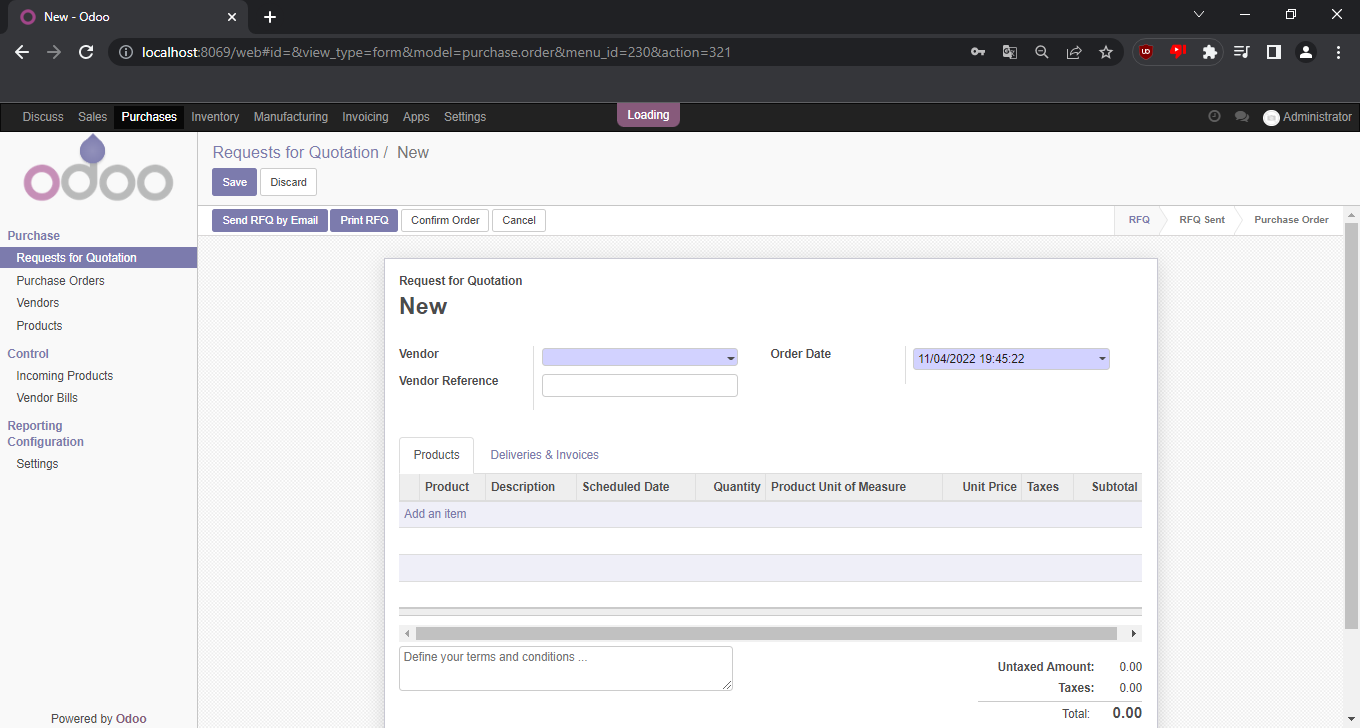 New - Odoo
localhost:8069/web#id=&view_type=form&model=purchase.order&menu_id=230&action=321
Discuss Sales Purchases Inventory Manufacturing Invoicing Apps Settings Loading Administrator
odoo
Requests for Quotation / New
Save Discard
Send RFQ by Email Print RFQ Confirm Order Cancel RFQ RFQ Sent Purchase Order
Purchase
Requests for Quotation
Purchase Orders
Vendors
Products
Control
Incoming Products
Vendor Bills
Reporting
Configuration
Settings
Powered by Odoo
Request for Quotation
New
Vendor Order Date 11/04/2022 19:45:22
Vendor Reference
Products Deliveries & Invoices
Product Description Scheduled Date Quantity Product Unit of Measure Unit Price Taxes Subtotal
Add an item
Define your terms and conditions ...
Untaxed Amount: 0.00
Taxes: 0.00
Total: 0.00